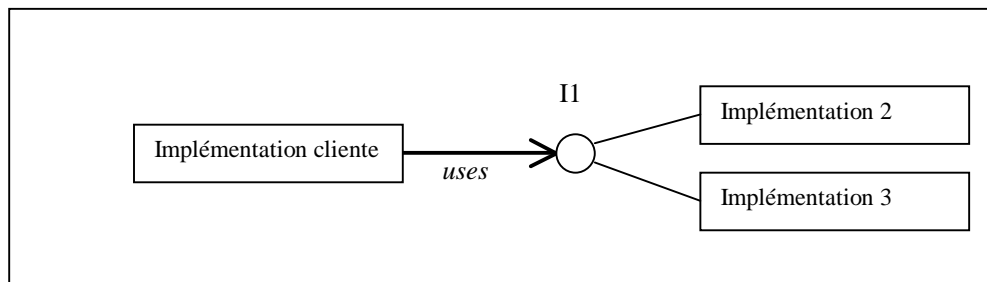 I1
Implémentation 2
Implémentation cliente
uses
Implémentation 3